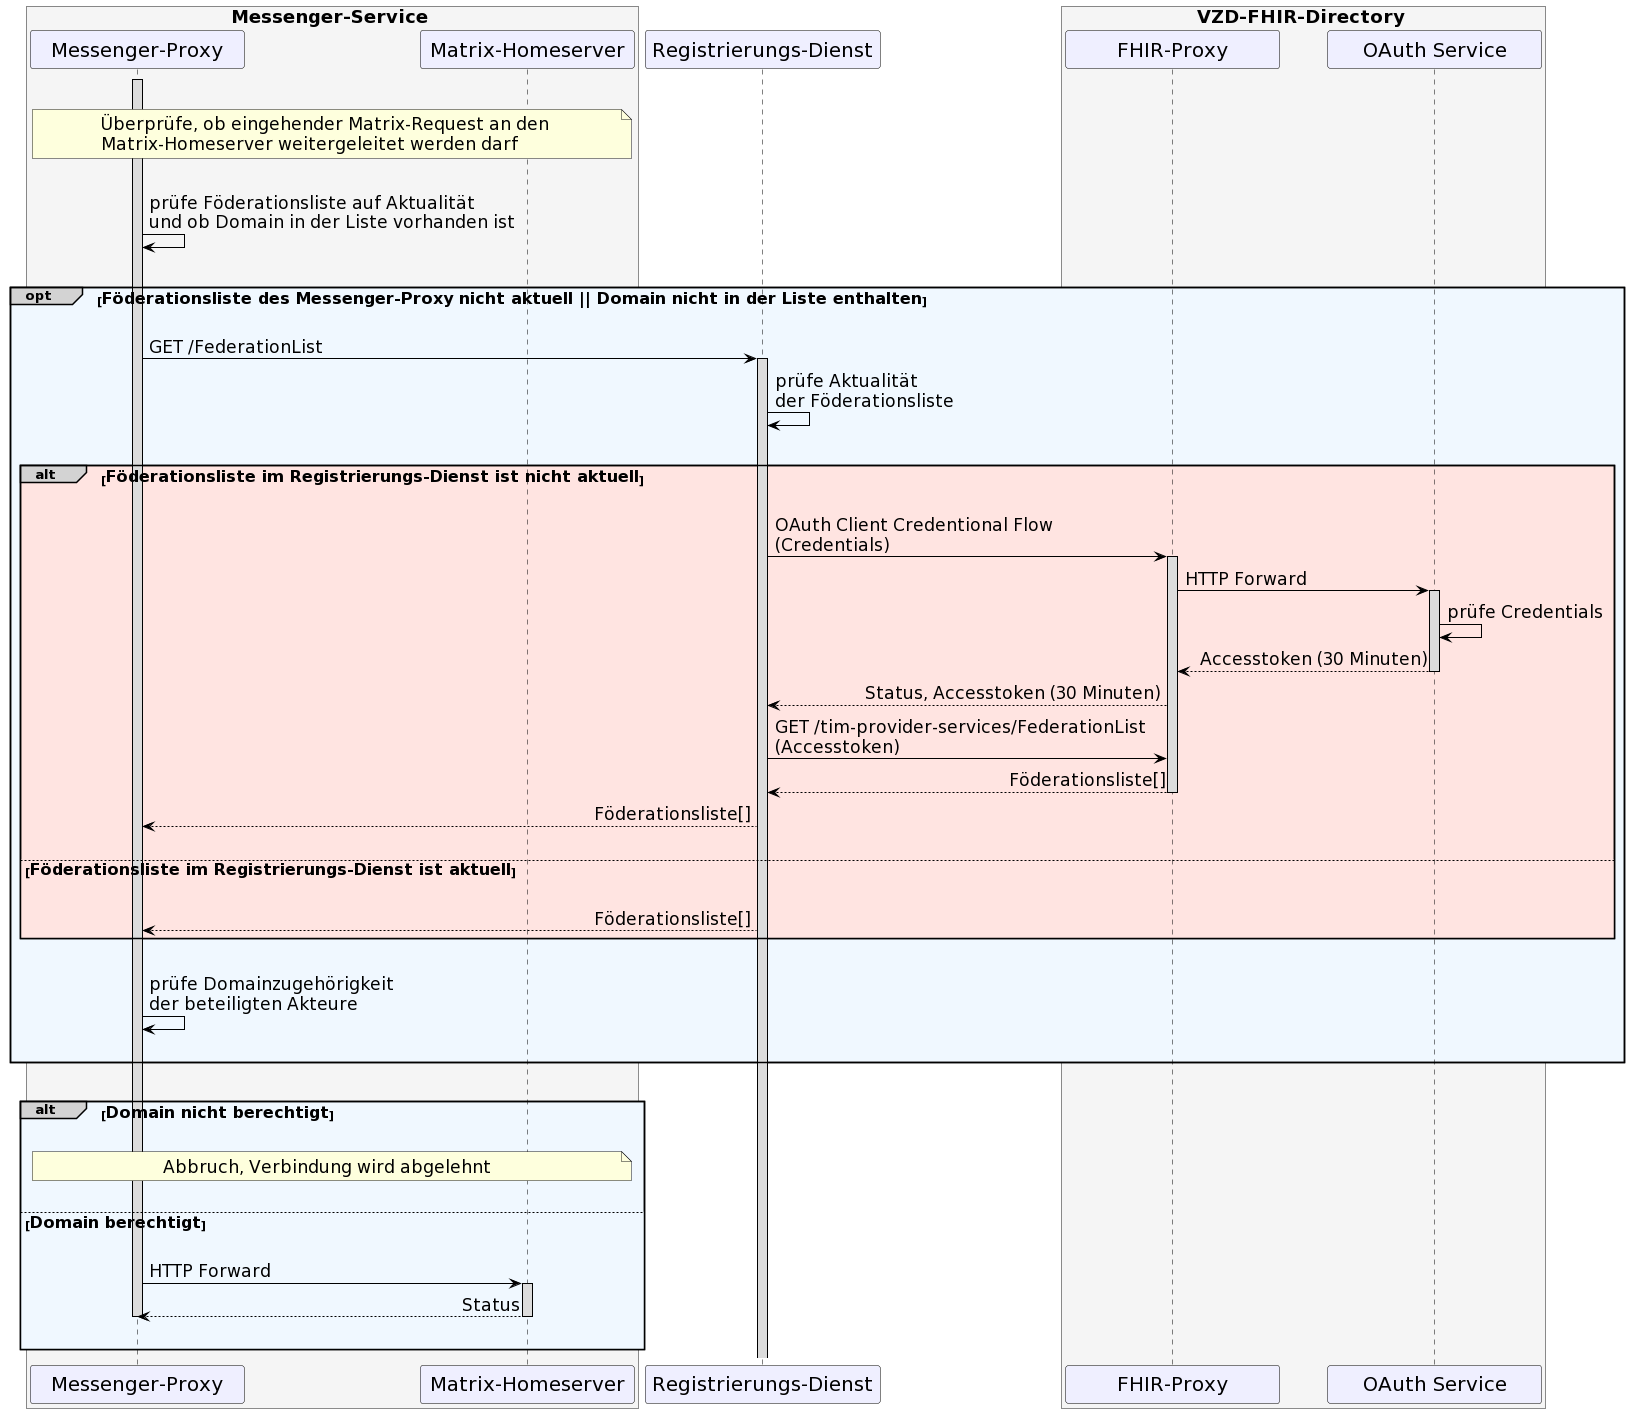 Messenger-Service
VZD-FHIR-Directory
Messenger-Proxy
Matrix-Homeserver
Registrierungs-Dienst
FHIR-Proxy
OAuth Service
Überprüfe, ob eingehender Matrix-Request an den
Matrix-Homeserver weitergeleitet werden darf
prüfe Föderationsliste auf Aktualität
und ob Domain in der Liste vorhanden ist
opt
[Föderationsliste des Messenger-Proxy nicht aktuell || Domain nicht in der Liste enthalten]
GET /FederationList
prüfe Aktualität
der Föderationsliste
alt
[Föderationsliste im Registrierungs-Dienst ist nicht aktuell]
OAuth Client Credentional Flow
(Credentials)
HTTP Forward
prüfe Credentials
Accesstoken (30 Minuten)
Status, Accesstoken (30 Minuten)
GET /tim-provider-services/FederationList
(Accesstoken)
Föderationsliste[]
Föderationsliste[]
[Föderationsliste im Registrierungs-Dienst ist aktuell]
Föderationsliste[]
prüfe Domainzugehörigkeit
der beteiligten Akteure
alt
[Domain nicht berechtigt]
Abbruch, Verbindung wird abgelehnt
[Domain berechtigt]
HTTP Forward
Status
Messenger-Proxy
Matrix-Homeserver
Registrierungs-Dienst
FHIR-Proxy
OAuth Service